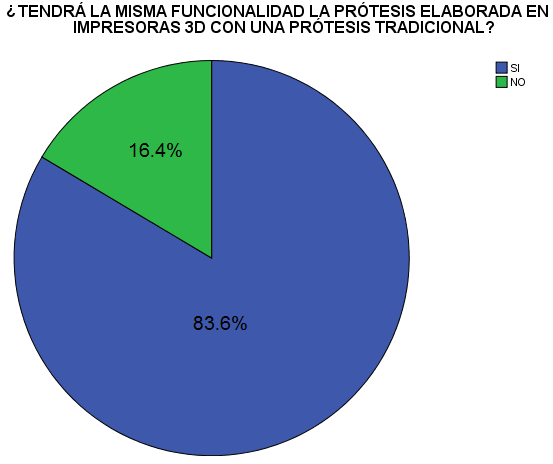 ¿TENDRÁ LA MISMA FUNCIONALIDAD LA PRÓTESIS ELABORADA EN
IMPRESORAS 3D CON UNA PRÓTESIS TRADICIONAL?
SI
NO
16.4%
83.6%